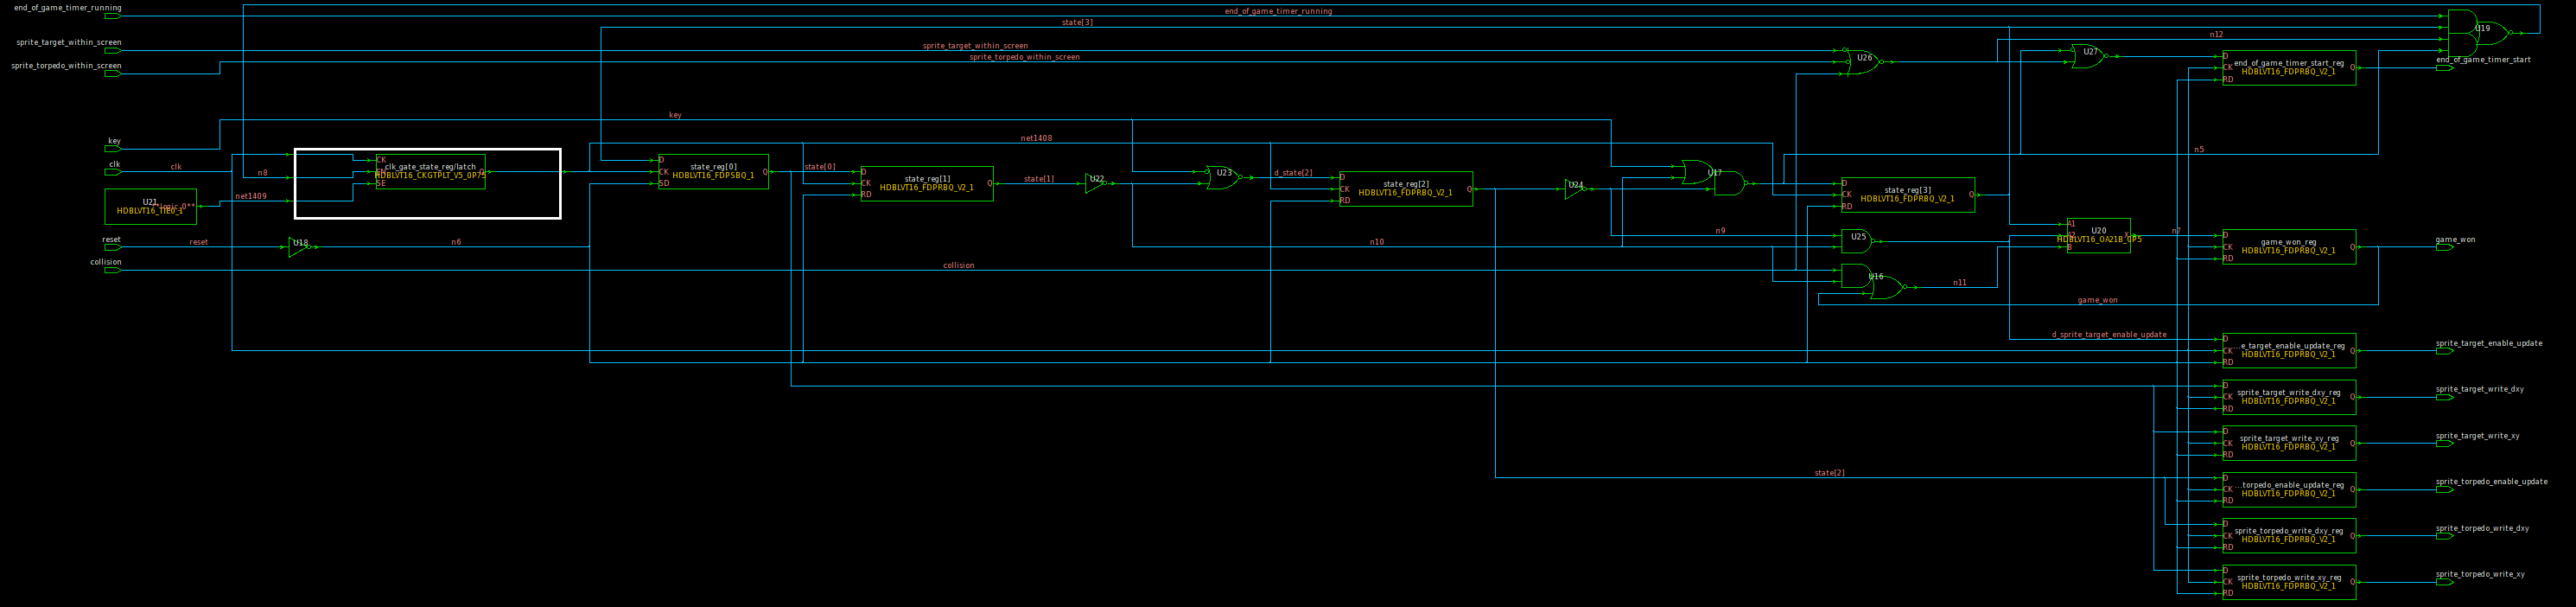 end_of_game_timer_running
end_of_game_timer_running
state[3]
U19
n12
sprite_target_within_screen
sprite_target_within_screen
U26
U27
sprite_torpedo_within_screen
sprite_torpedo_within_screen
D
CK
RD
end_of_game_timer_start_reg
HDBLVT16_FDPRBQ_V2_1
Q
end_of_game_timer_start
key
key
net1408
n5
clk
clk
n8
net1409
CK
SE
clk_gate_state_reg/latch
Q
D
CK
SD
state_reg[0]
HDBLVT16_FDPSBQ_1
Q
state[0]
D
CK
RD
state_reg[1]
HDBLVT16_FDPRBQ_V2_1
Q
state[1]
U22
U23
d_state[2]
D
CK
RD
state_reg[2]
HDBLVT16_FDPRBQ_V2_1
Q
U24
U17
D
CK
RD
state_reg[3]
HDBLVT16_FDPRBQ_V2_1
Q
U21
HDBLVT16_TIE0_1
reset
reset
U18
n6
n10
n9
U25
A1
A2
B
U20
HDBLVT16_OA21B_0P5
X
n7
D
CK
RD
game_won_reg
HDBLVT16_FDPRBQ_V2_1
Q
game_won
collision
collision
U16
n11
game_won
d_sprite_target_enable_update
D
CK
RD
...e_target_enable_update_reg
HDBLVT16_FDPRBQ_V2_1
Q
sprite_target_enable_update
D
CK
RD
sprite_target_write_dxy_reg
HDBLVT16_FDPRBQ_V2_1
Q
sprite_target_write_dxy
D
CK
RD
sprite_target_write_xy_reg
HDBLVT16_FDPRBQ_V2_1
Q
sprite_target_write_xy
state[2]
D
CK
RD
...torpedo_enable_update_reg
HDBLVT16_FDPRBQ_V2_1
Q
sprite_torpedo_enable_update
D
CK
RD
sprite_torpedo_write_dxy_reg
HDBLVT16_FDPRBQ_V2_1
Q
sprite_torpedo_write_dxy
D
CK
RD
sprite_torpedo_write_xy_reg
HDBLVT16_FDPRBQ_V2_1
Q
sprite_torpedo_write_xy